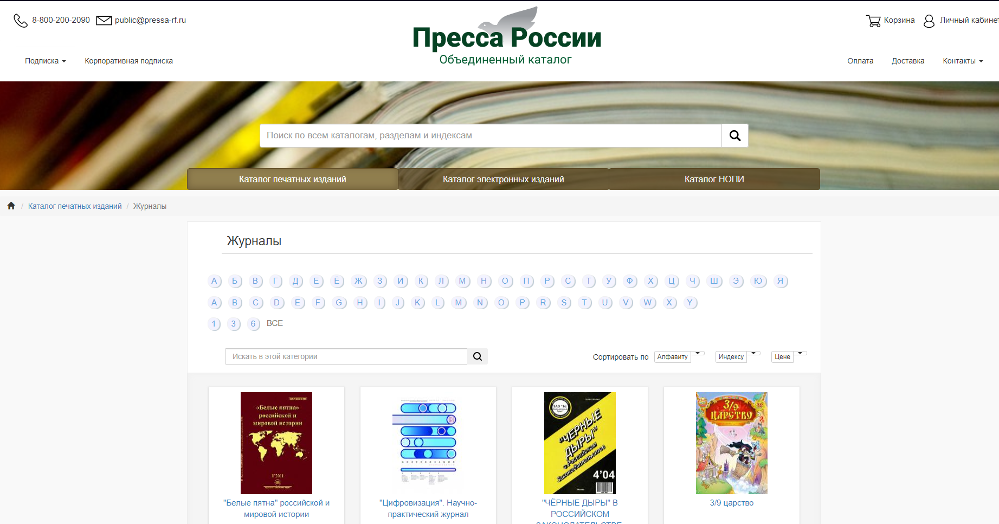 8-800-200-2090 public@pressa-rf.ru
Пресса России
Объединенный каталог
Корзина Личный кабинет
Подписка Корпоративная подписка
Оплата Доставка Контакты
Поиск по всем каталогам, разделам и индексам
Каталог печатных изданий Каталог электронных изданий Каталог НОПИ
/ Каталог печатных изданий / Журналы
Журналы
А Б В Г Д Е Ё Ж З И К Л М Н О П Р С Т У Ф Х Ц Ч Ш Э Ю Я
A B C D E F G H I J K L M N O P R S T U V W X Y
1 3 6 ВСЕ
Искать в этой категории
Сортировать по Алфавиту Индексу Цене
«Белые пятна»
российской и
мировой истории
1'2011
"Белые пятна" российской и
мировой истории
"Цифровизация". Научно-
практический журнал
ЗАО "1с:
"ЧЕРНЫЕ
ДЫРЫ"
в Российском
Законодательстве
4'04
Москва
"ЧЁРНЫЕ ДЫРЫ" В
РОССИЙСКОМ
ЗАКОНОДАТЕЛЬСТВЕ
3/9
ЦАРСТВО
3/9 царство